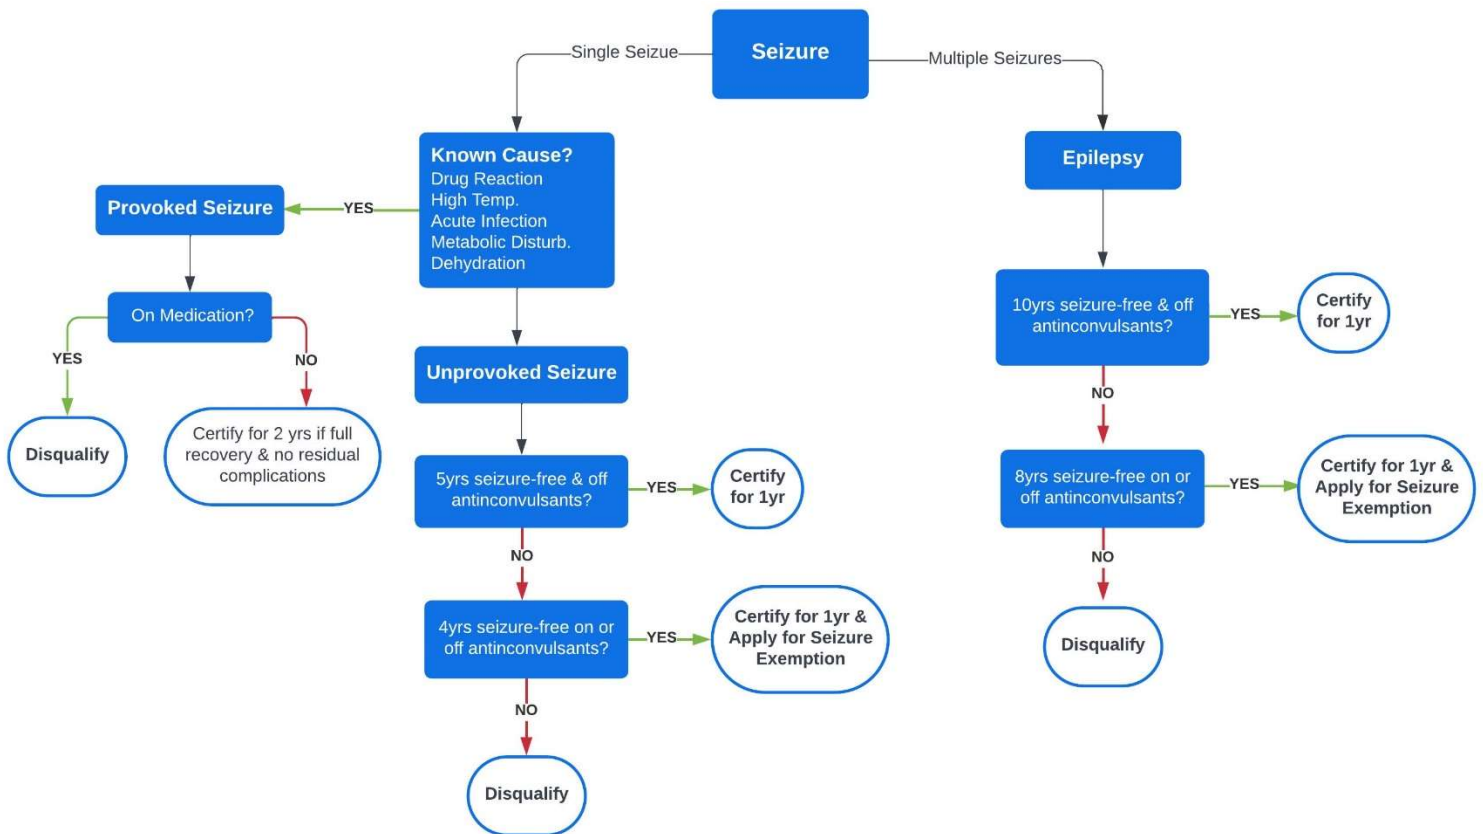 Seizure
Single Seizue
Multiple Seizures
Known Cause?
Drug Reaction
High Temp.
Acute Infection
Metabolic Disturb.
Dehydration
YES
Provoked Seizure
On Medication?
YES
NO
Disqualify
Certify for 2 yrs if full
recovery & no residual
complications
Unprovoked Seizure
5yrs seizure-free & off
antinconvulsants?
YES
Certify
for 1yr
NO
4yrs seizure-free on or
off antinconvulsants?
YES
Certify for 1yr &
Apply for Seizure
Exemption
NO
Disqualify
Epilepsy
10yrs seizure-free & off
antinconvulsants?
YES
Certify
for 1yr
NO
8yrs seizure-free on or
off antinconvulsants?
YES
Certify for 1yr &
Apply for Seizure
Exemption
NO
Disqualify